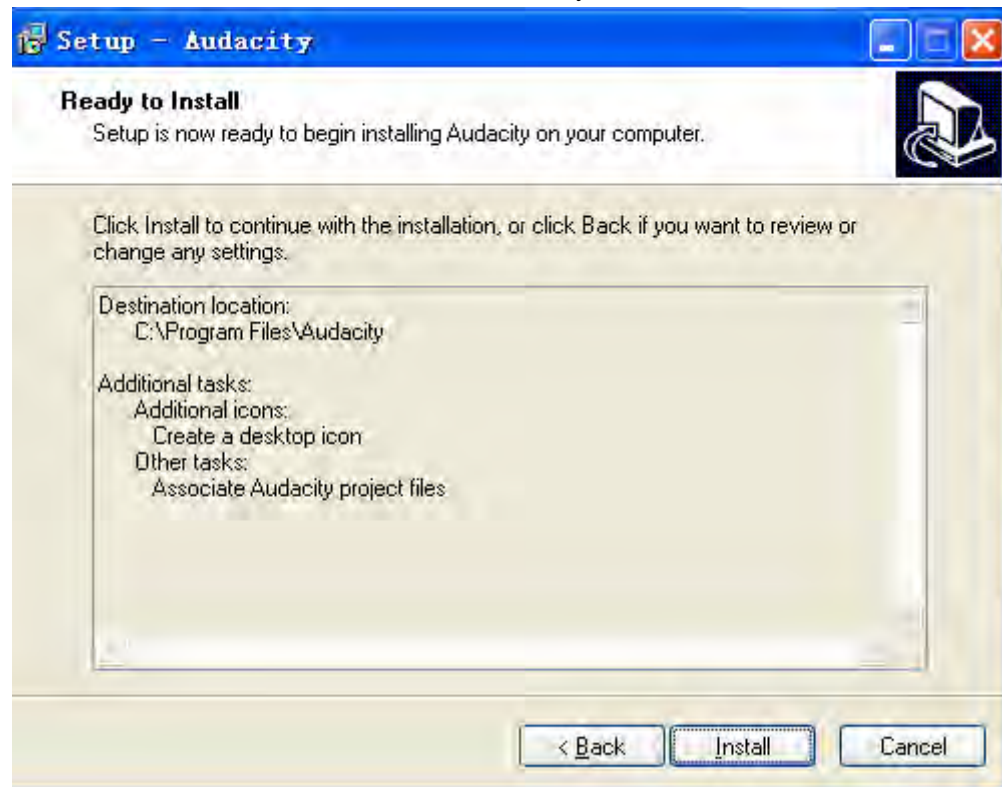 Setup - Audacity
Ready to Install
Setup is now ready to begin installing Audacity on your computer.
Click Install to continue with the installation, or click Back if you want to review or
change any settings.
Destination location:
C:\Program Files\Audacity
Additional tasks:
Additional icons:
Create a desktop icon
Other tasks:
Associate Audacity project files
< Back Install Cancel